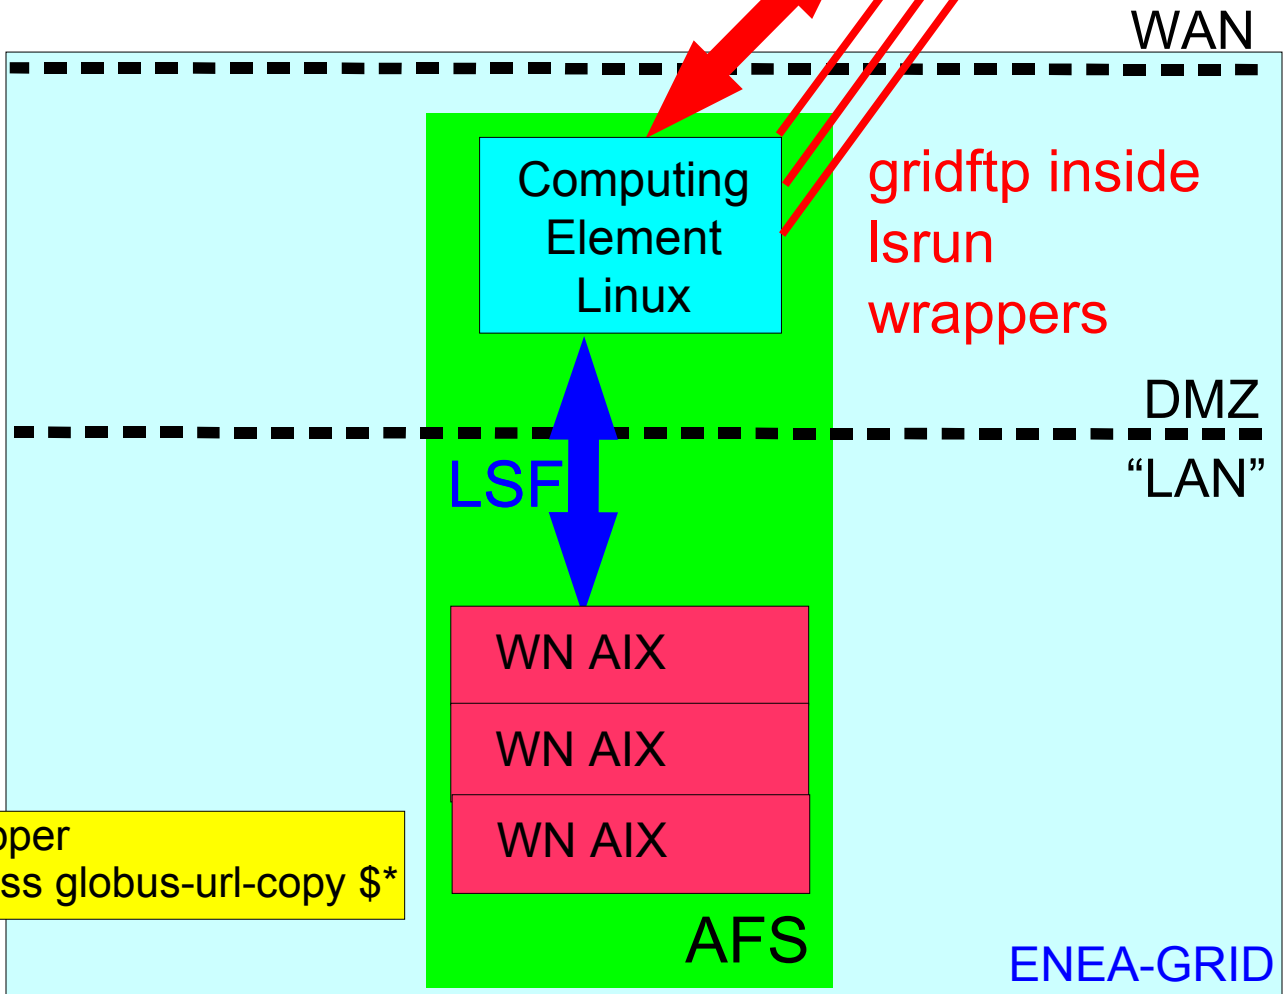 WAN
Computing
Element
Linux
gridftp inside
lsrun
wrappers
DMZ
LSF
“LAN”
WN AIX
WN AIX
WN AIX
globus-url-copy $*
AFS
ENEA-GRID